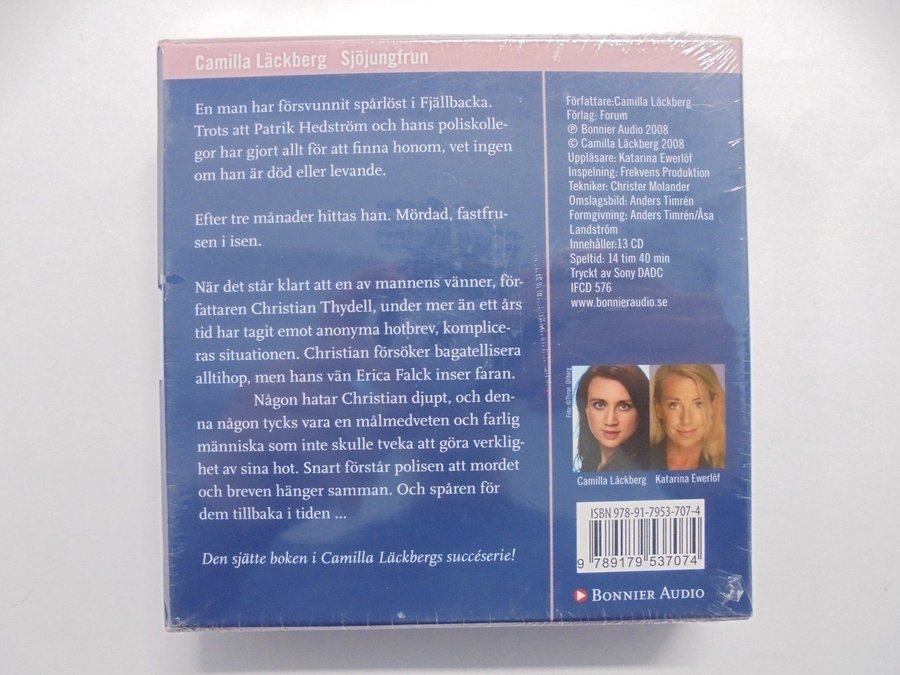 Camilla Läckberg Sjöjungfrun
En man har försvunnit spårlöst i Fjällbacka.
Trots att Patrik Hedström och hans poliskolle-
gor har gjort allt för att finna honom, vet ingen
om han är död eller levande.
Efter tre månader hittas han. Mördad, fastfru-
sen i isen.
När det står klart att en av mannens vänner, för-
fattaren Christian Thydell, under mer än ett års
tid har tagit emot anonyma hotbrev, komplice-
ras situationen. Christian försöker bagatellisera
alltihop, men hans vän Erica Falck inser faran.
Någon hatar Christian djupt, och den-
na någon tycks vara en målmedveten och farlig
människa som inte skulle tveka att göra verklig-
het av sina hot. Snart förstår polisen att mordet
och breven hänger samman. Och spåren för
dem tillbaka i tiden ...
Den sjätte boken i Camilla Läckbergs succéserie!
Författare:Camilla Läckberg
Förlag: Forum
℗ Bonnier Audio 2008
© Camilla Läckberg 2008
Uppläsare: Katarina Ewerlöf
Inspelning: Frekvens Produktion
Tekniker: Christer Molander
Omslagsbild: Anders Timrén
Formgivning: Anders Timrén/Åsa
Landström
Innehåller:13 CD
Speltid: 14 tim 40 min
Tryckt av Sony DADC
IFCD 576
www.bonnieraudio.se
Camilla Läckberg Katarina Ewerlöf
ISBN 978-91-7953-707-4
9 789179 537074
BONNIER AUDIO